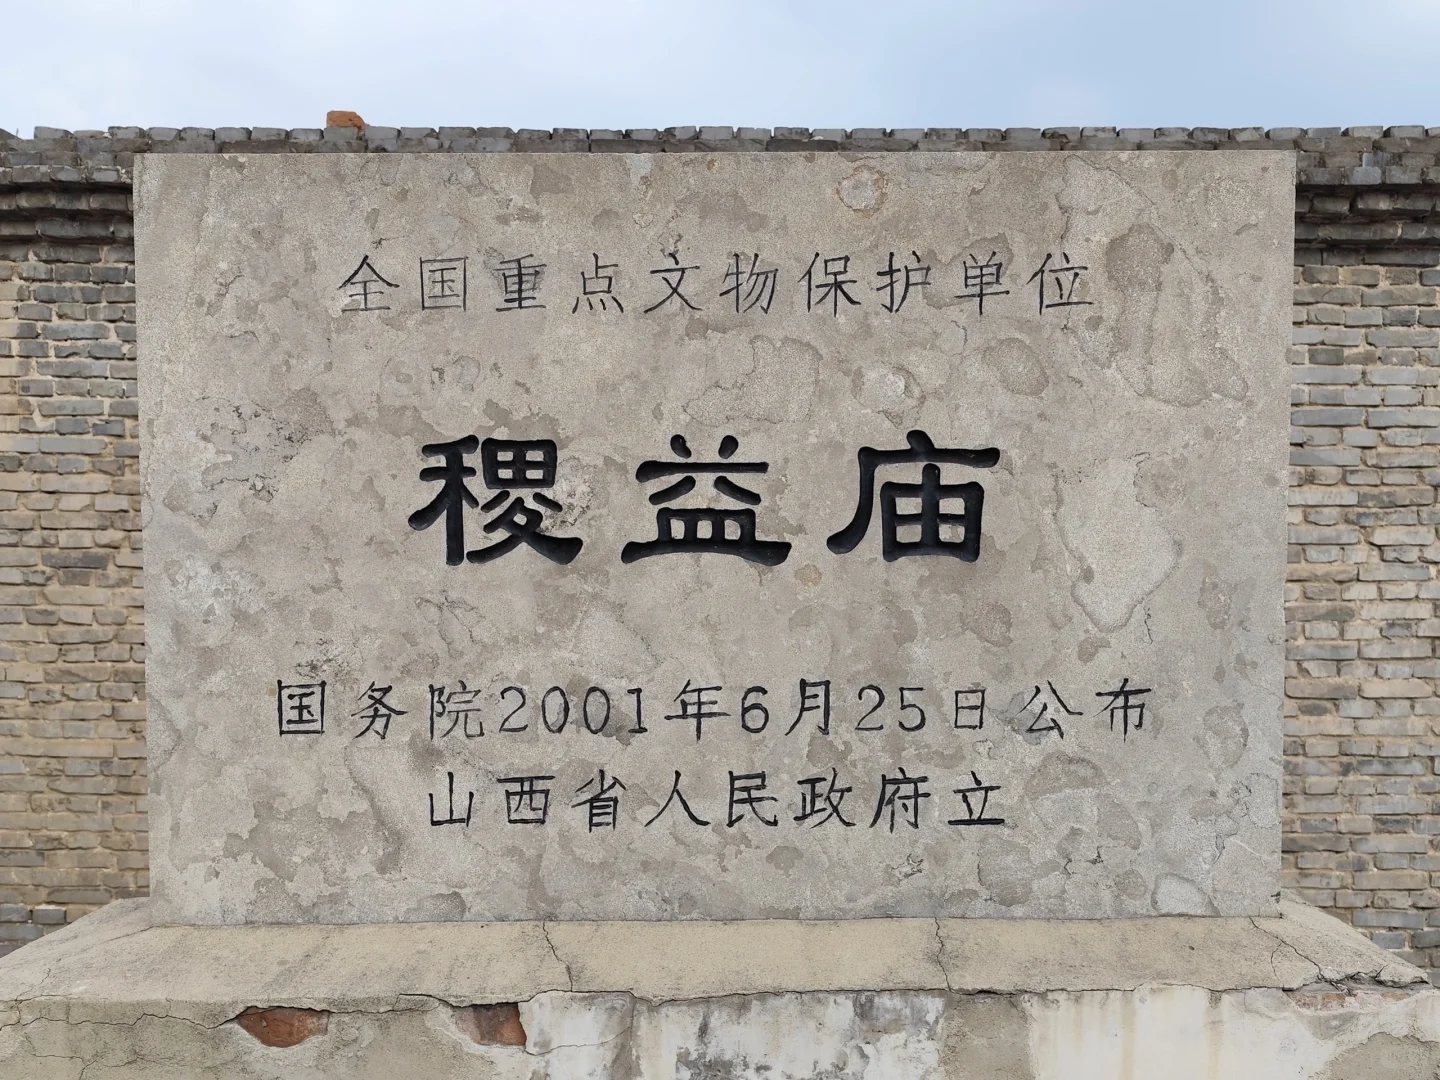 全国重点文物保护单位
稷益庙
国务院2001年6月25日公布
山西省人民政府立